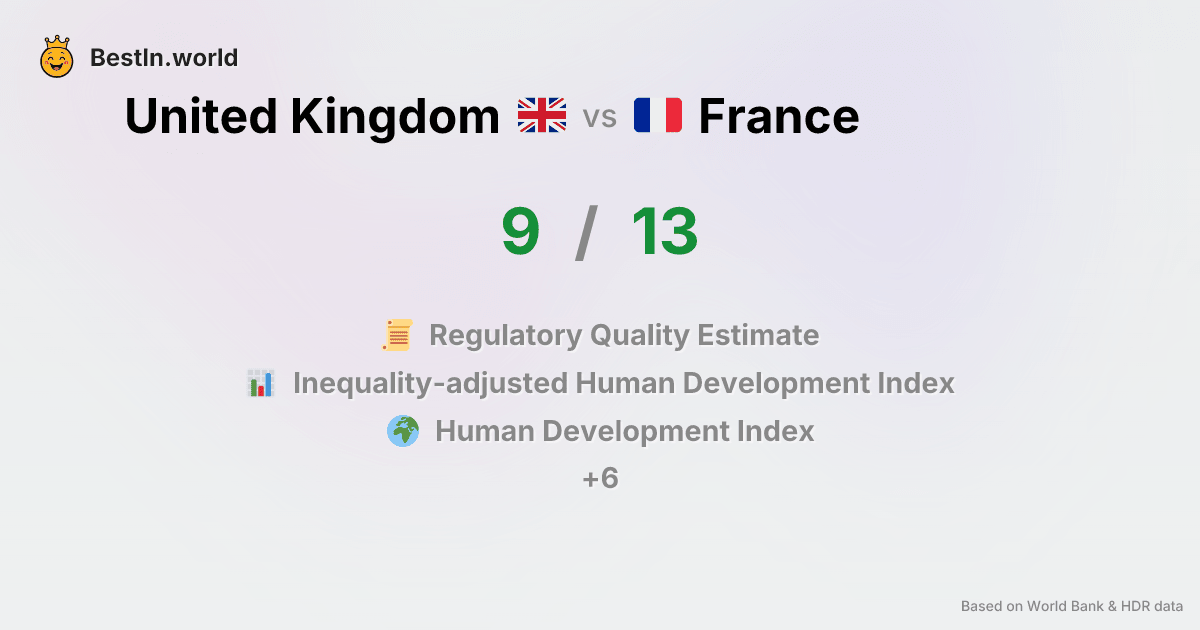 BestIn.world
United Kingdom vs France
9 / 13
Regulatory Quality Estimate
Inequality-adjusted Human Development Index
Human Development Index
+6
Based on World Bank & HDR data